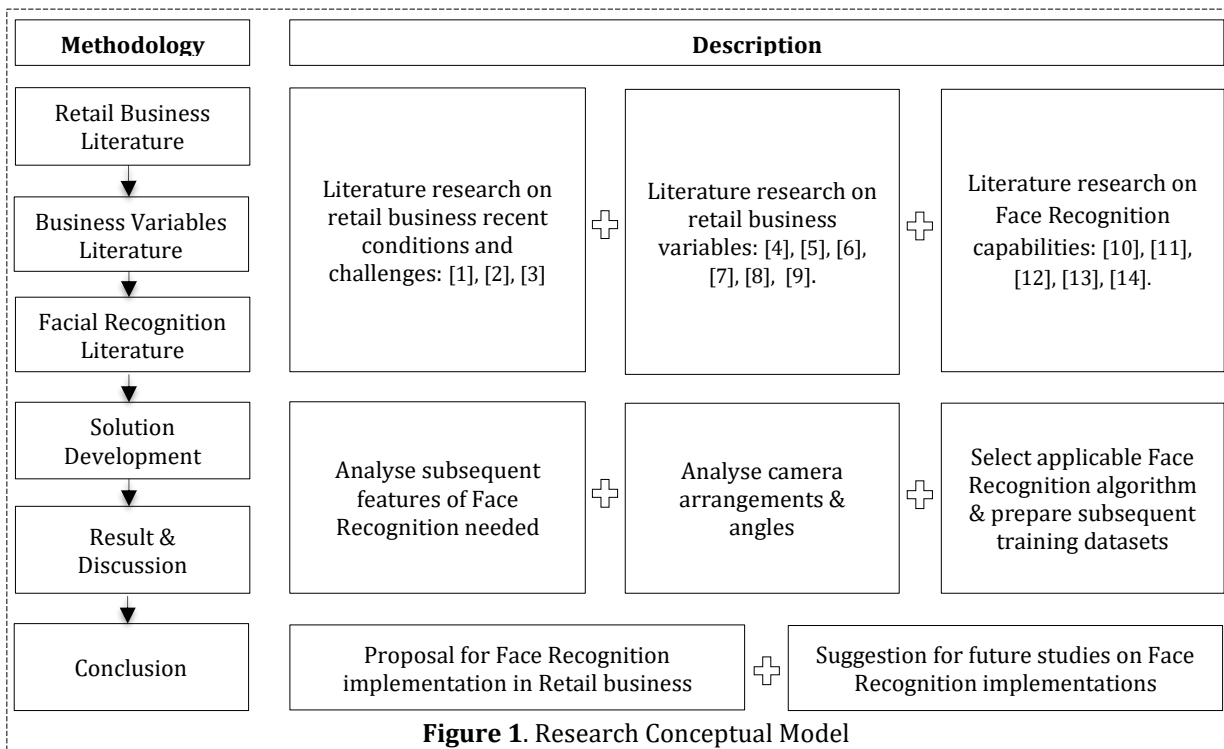 Methodology
Description
Retail Business
Literature
Business Variables
Literature
Facial Recognition
Literature
Solution
Development
Result &
Discussion
Conclusion
Literature research on
retail business recent
conditions and
challenges: [1], [2], [3]
Literature research on
retail business
variables: [4], [5], [6],
[7], [8], [9].
Literature research on
Face Recognition
capabilities: [10], [11],
[12], [13], [14].
Analyse subsequent
features of Face
Recognition needed
Analyse camera
arrangements &
angles
Select applicable Face
Recognition algorithm
& prepare subsequent
training datasets
Proposal for Face Recognition
implementation in Retail business
Suggestion for future studies on Face
Recognition implementations
Figure 1. Research Conceptual Model